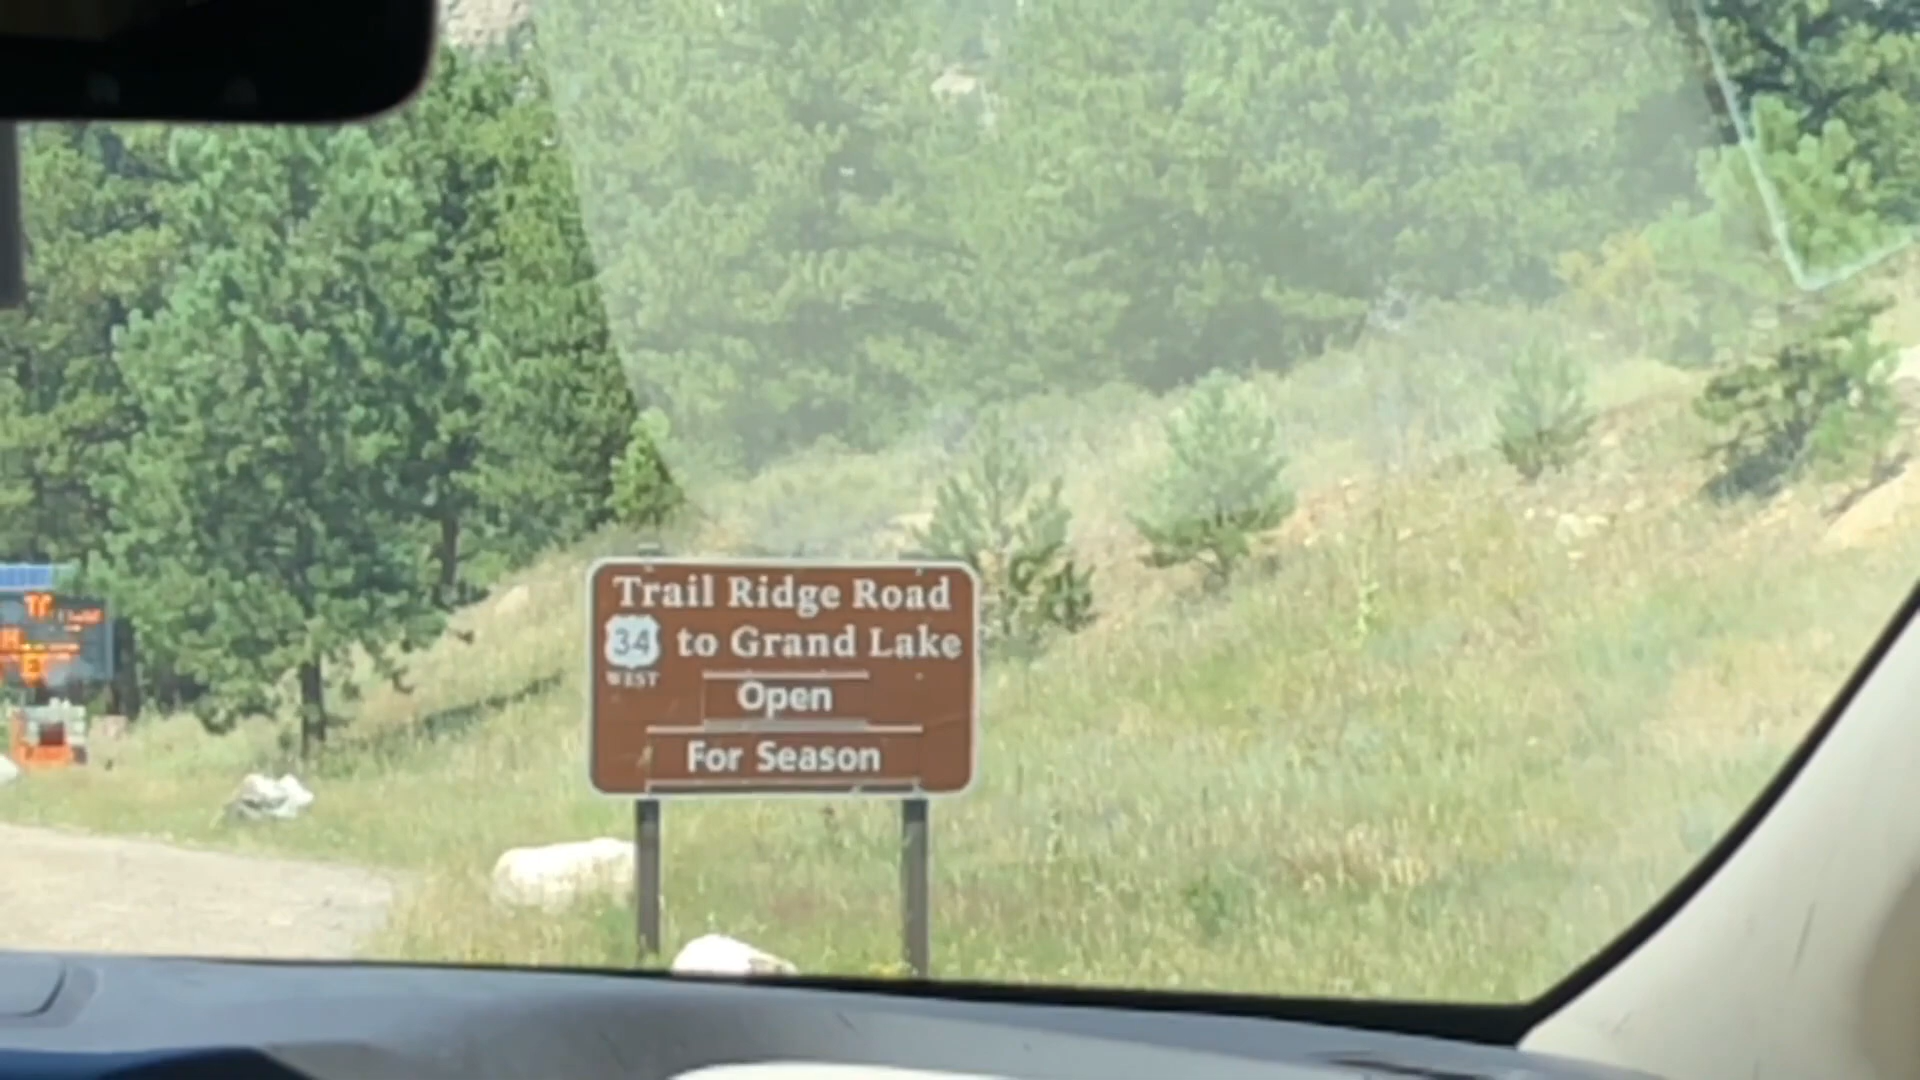 Trail Ridge Road
34 to Grand Lake
WEST
Open
For Season